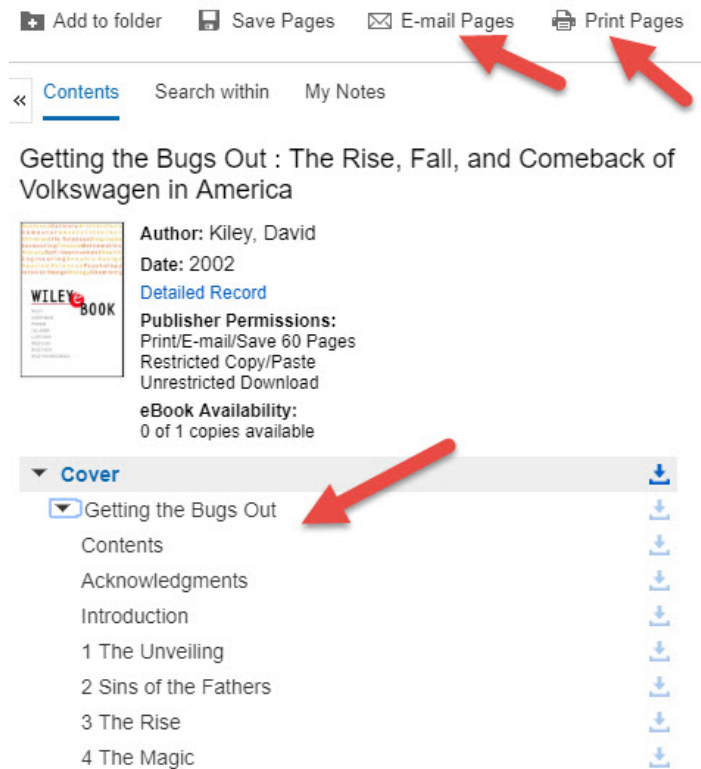 Add to folder Save Pages E-mail Pages Print Pages
« Contents Search within My Notes
Getting the Bugs Out : The Rise, Fall, and Comeback of
Volkswagen in America
WILEY e BOOK
Author: Kiley, David
Date: 2002
Detailed Record
Publisher Permissions:
Print/E-mail/Save 60 Pages
Restricted Copy/Paste
Unrestricted Download
eBook Availability:
0 of 1 copies available
Cover
Getting the Bugs Out
Contents
Acknowledgments
Introduction
1 The Unveiling
2 Sins of the Fathers
3 The Rise
4 The Magic